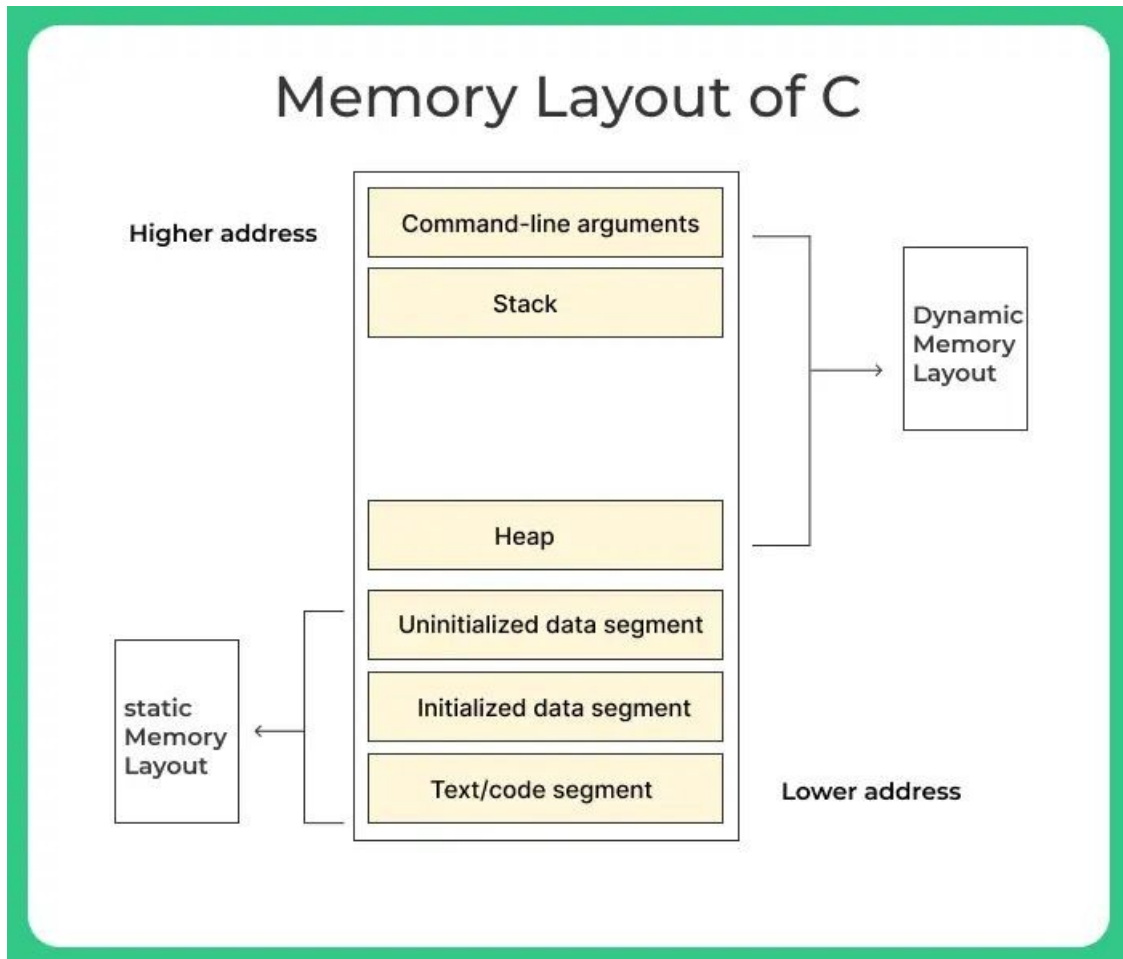 Memory Layout of C
Higher address
Command-line arguments
Stack
Dynamic
Memory
Layout
Heap
Uninitialized data segment
static
Memory
Layout
Initialized data segment
Text/code segment
Lower address